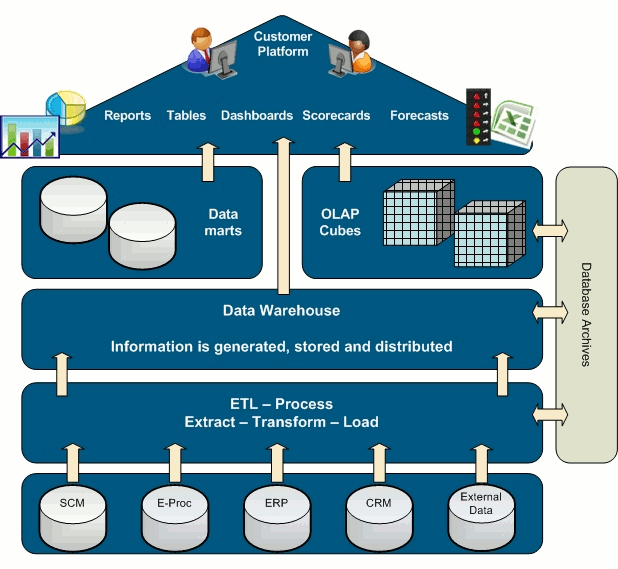 Customer
Platform
Reports Tables Dashboards Scorecards Forecasts
Data
marts
OLAP
Cubes
Data Warehouse
Information is generated, stored and distributed
Database Archives
ETL – Process
Extract – Transform – Load
SCM
E-Proc
ERP
CRM
External
Data